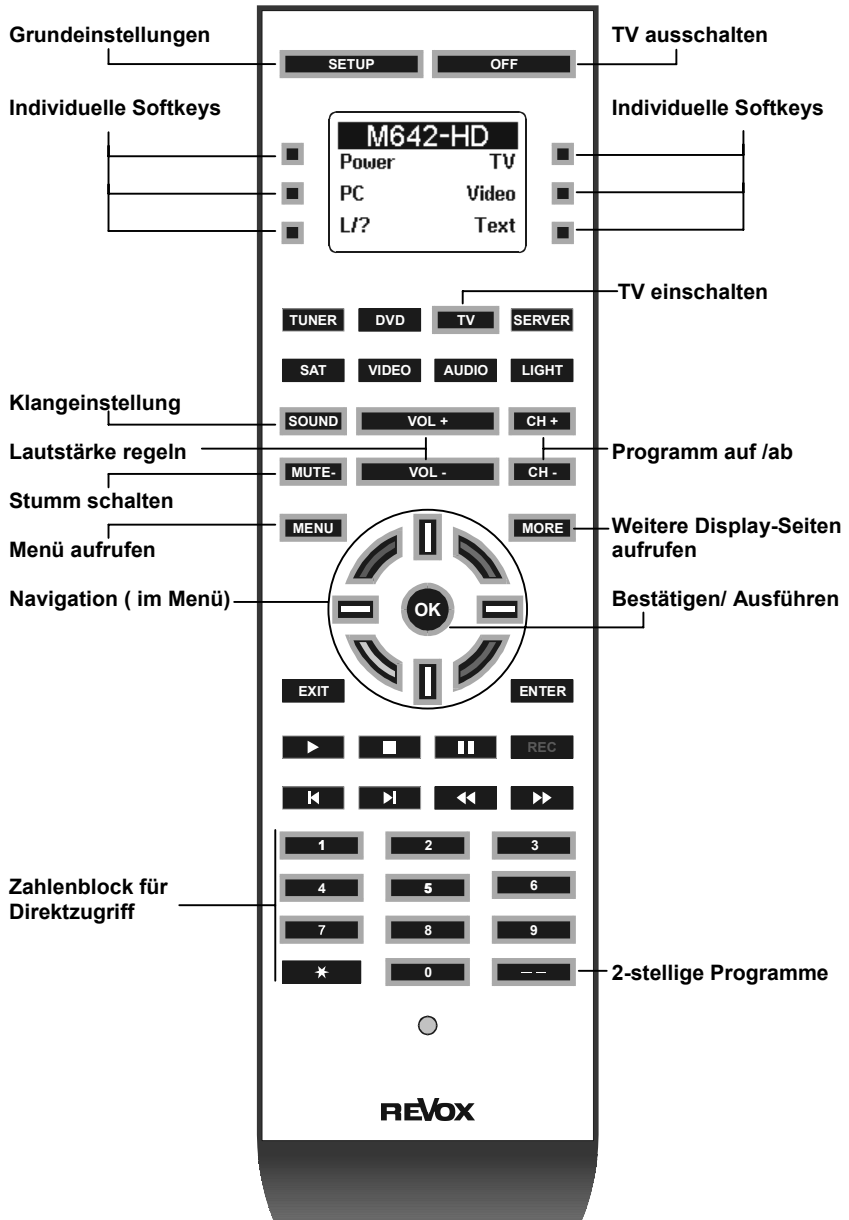 Grundeinstellungen
TV ausschalten
SETUP
OFF
Individuelle Softkeys
Individuelle Softkeys
M642-HD
Power TV
PC Video
L/? Text
TV einschalten
TUNER DVD TV SERVER
SAT VIDEO AUDIO LIGHT
Klangeinstellung
SOUND VOL + CH +
Lautstärke regeln
Programm auf /ab
MUTE- VOL - CH -
Stumm schalten
MENU MORE
Weitere Display-Seiten
aufrufen
Menü aufrufen
Navigation ( im Menü)
OK
Bestätigen/ Ausführen
EXIT ENTER
REC
1 2 3
Zahlenblock für
Direktzugriff
4 5 6
7 8 9
0 – –
2-stellige Programme
REVOX